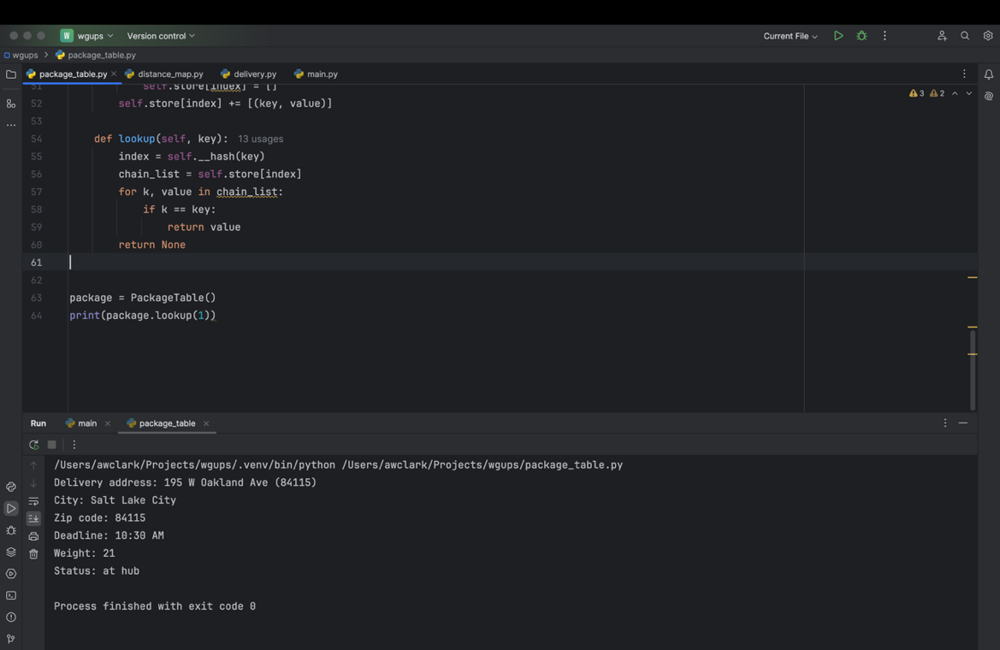 W wgups Version control Current File
wgups package_table.py
package_table.py distance_map.py delivery.py main.py
51 self.store[index] = []
52 self.store[index] += [(key, value)]
53
54 def lookup(self, key): 13 usages
55 index = self.__hash(key)
56 chain_list = self.store[index]
57 for k, value in chain_list:
58 if k == key:
59 return value
60 return None
61
62
63 package = PackageTable()
64 print(package.lookup(1))
3 2
Run main package_table
/Users/awclark/Projects/wgups/.venv/bin/python /Users/awclark/Projects/wgups/package_table.py
Delivery address: 195 W Oakland Ave (84115)
City: Salt Lake City
Zip code: 84115
Deadline: 10:30 AM
Weight: 21
Status: at hub
Process finished with exit code 0